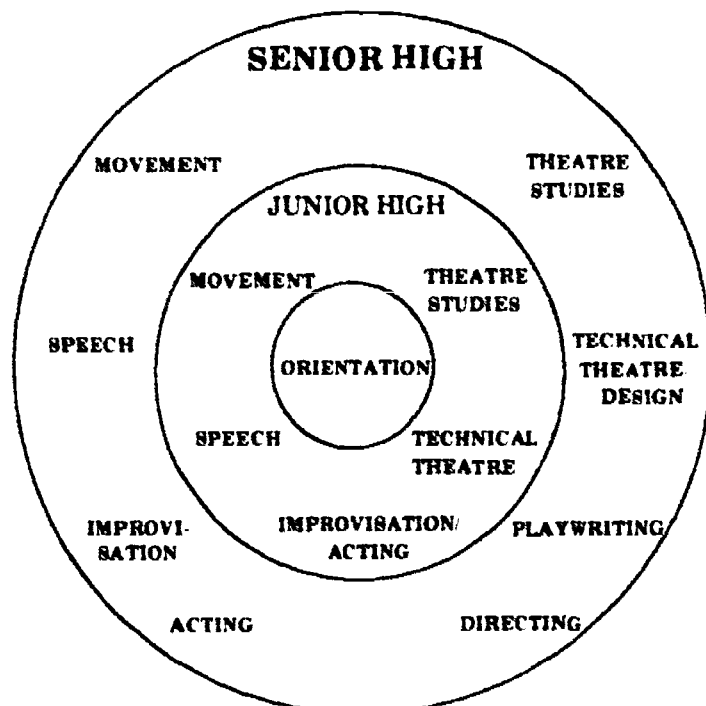 SENIOR HIGH
MOVEMENT
THEATRE
STUDIES
JUNIOR HIGH
MOVEMENT
THEATRE
STUDIES
SPEECH
ORIENTATION
TECHNICAL
THEATRE
DESIGN
SPEECH
TECHNICAL
THEATRE
IMPROVI-
SATION
IMPROVISATION/
ACTING
PLAYWRITING
ACTING
DIRECTING